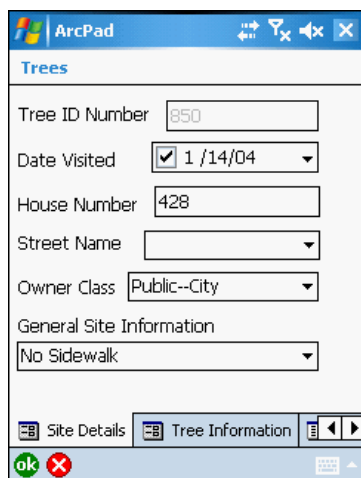 ArcPad
Trees
Tree ID Number 850
Date Visited 1 /14/04
House Number 428
Street Name
Owner Class Public--City
General Site Information
No Sidewalk
Site Details Tree Information
ok